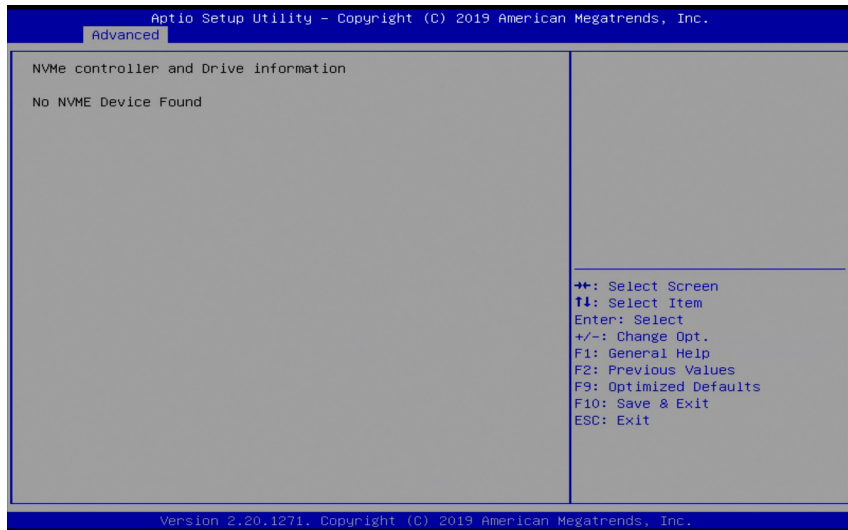 Aptio Setup Utility – Copyright (C) 2019 American Megatrends, Inc.
Advanced
NVMe controller and Drive information
No NVME Device Found
→←: Select Screen
↑↓: Select Item
Enter: Select
+/-: Change Opt.
F1: General Help
F2: Previous Values
F9: Optimized Defaults
F10: Save & Exit
ESC: Exit
Version 2.20.1271. Copyright (C) 2019 American Megatrends, Inc.